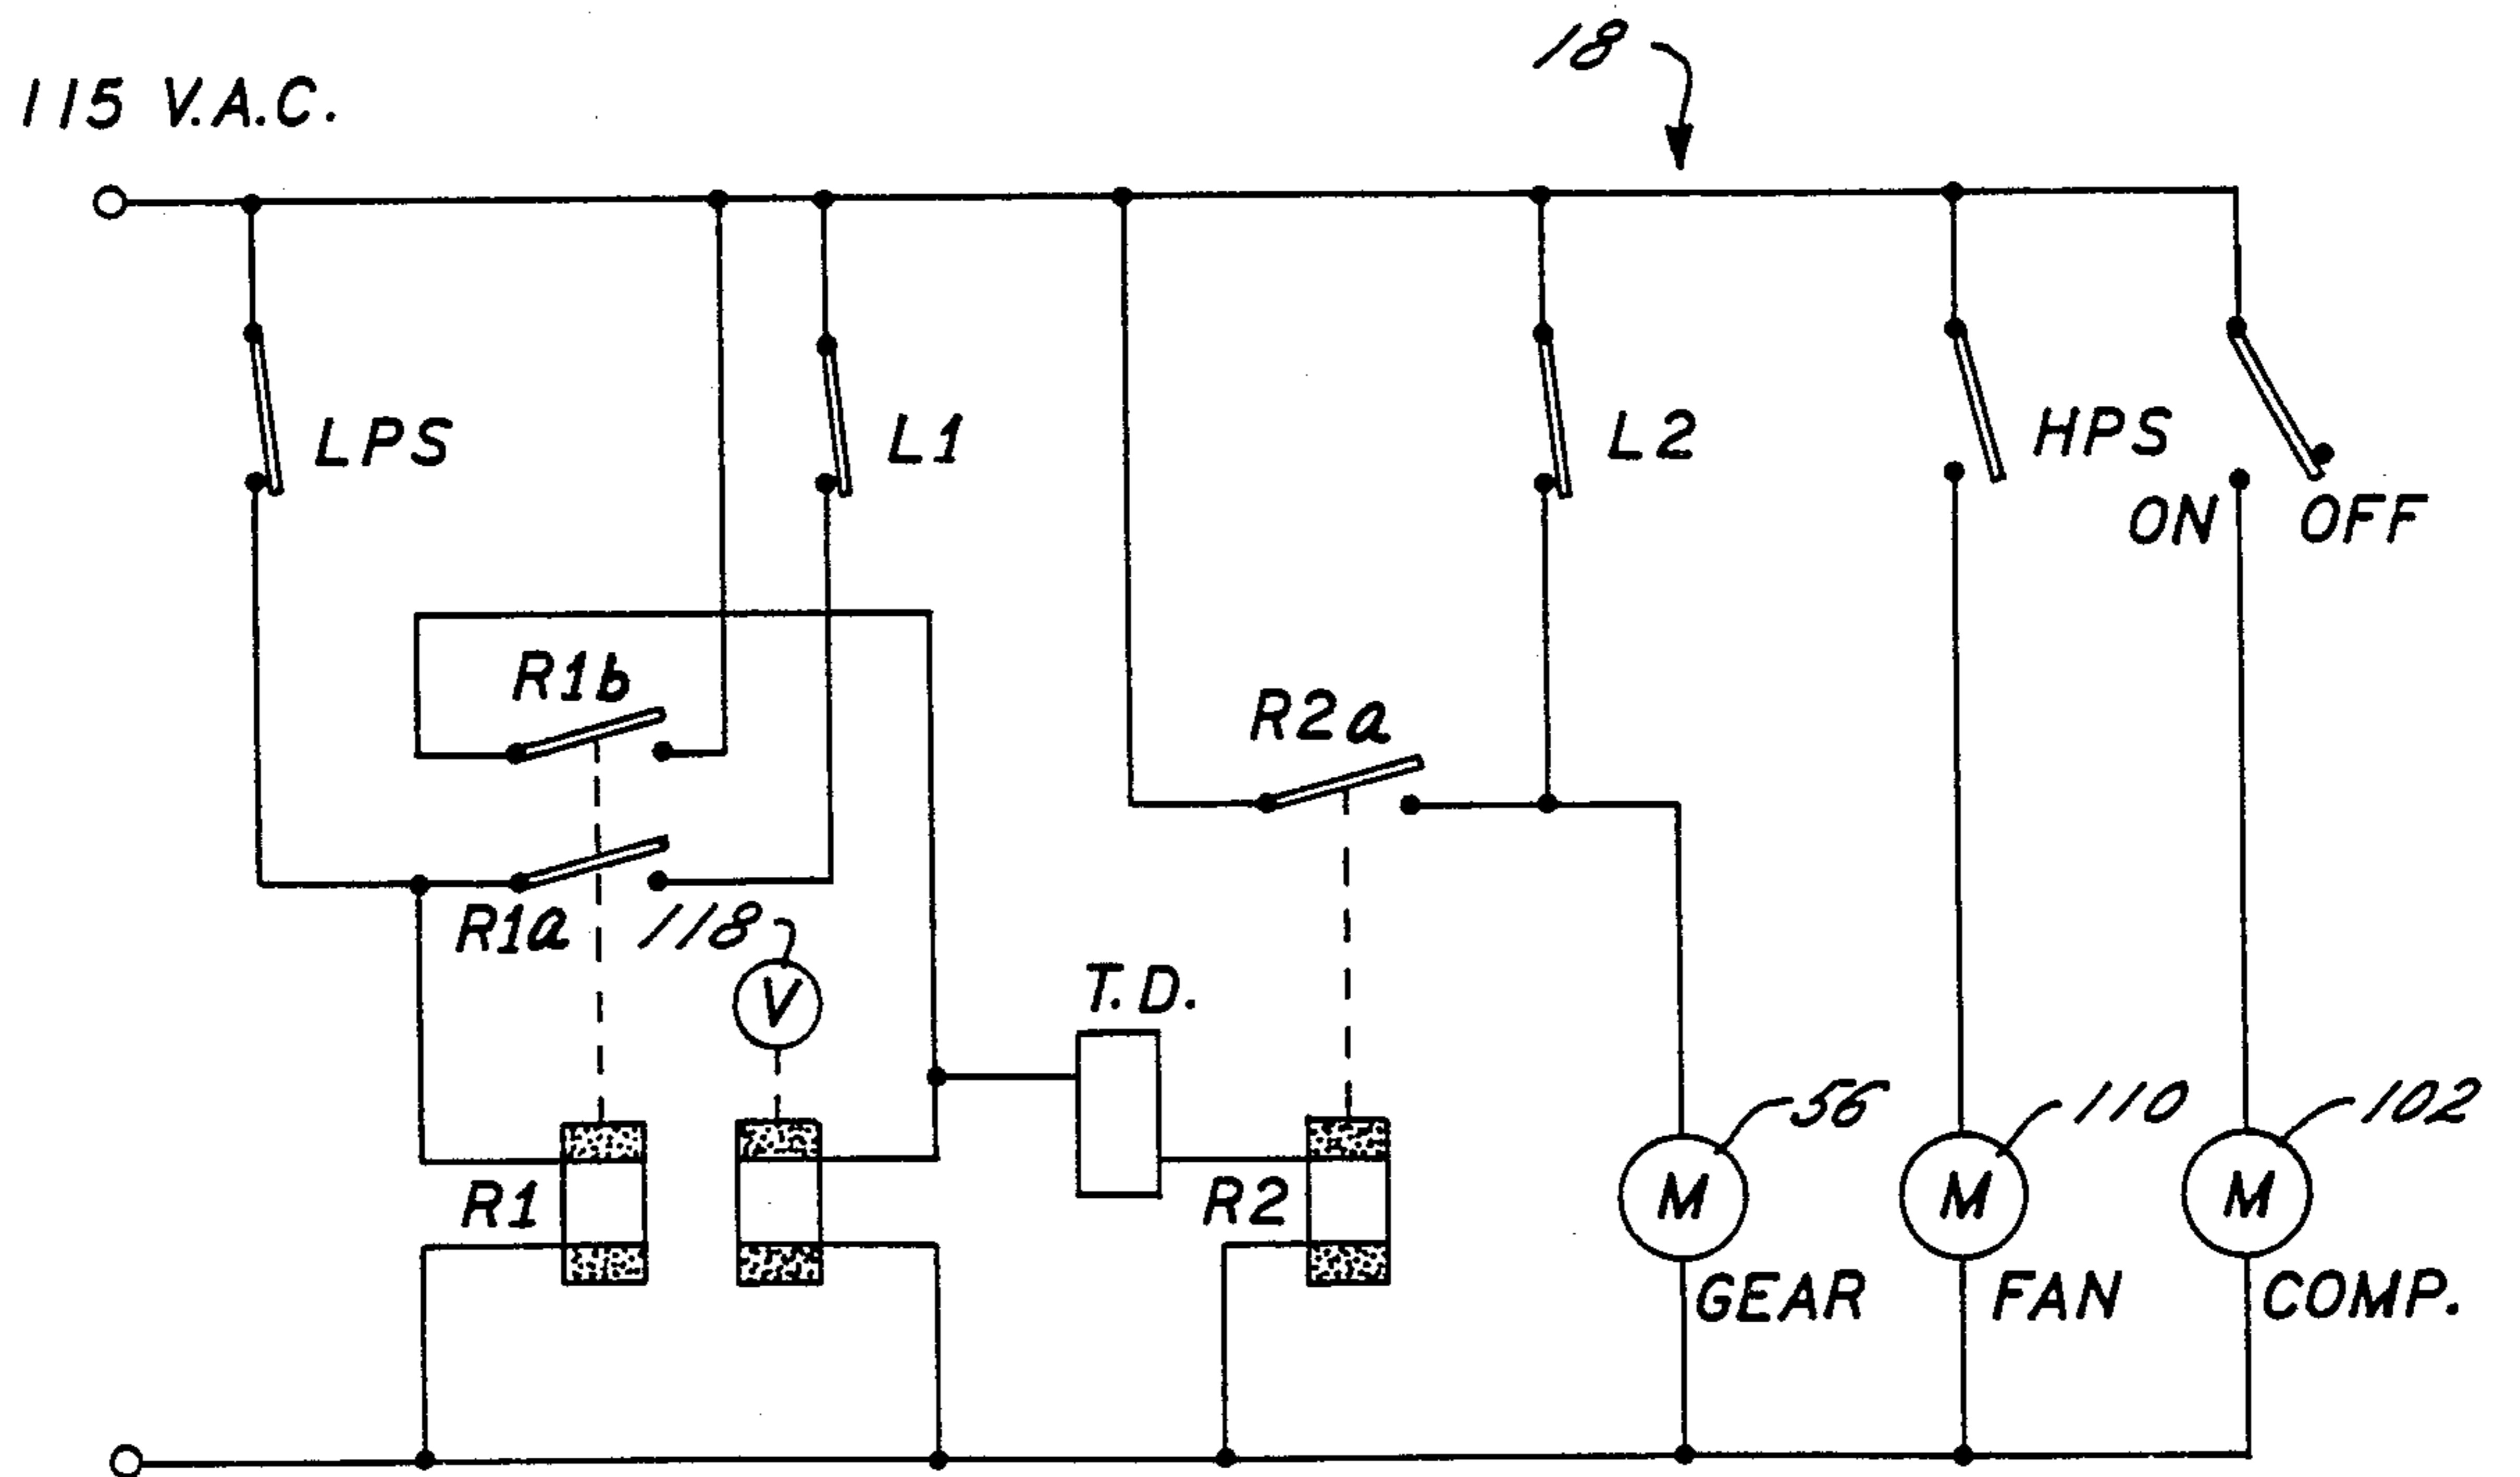 18
115 V.A.C.
LPS
L1
L2
HPS
ON
OFF
R1b
R2a
R1a
118
V
T.D.
56
110
102
R1
R2
M
M
M
GEAR
FAN
COMP.